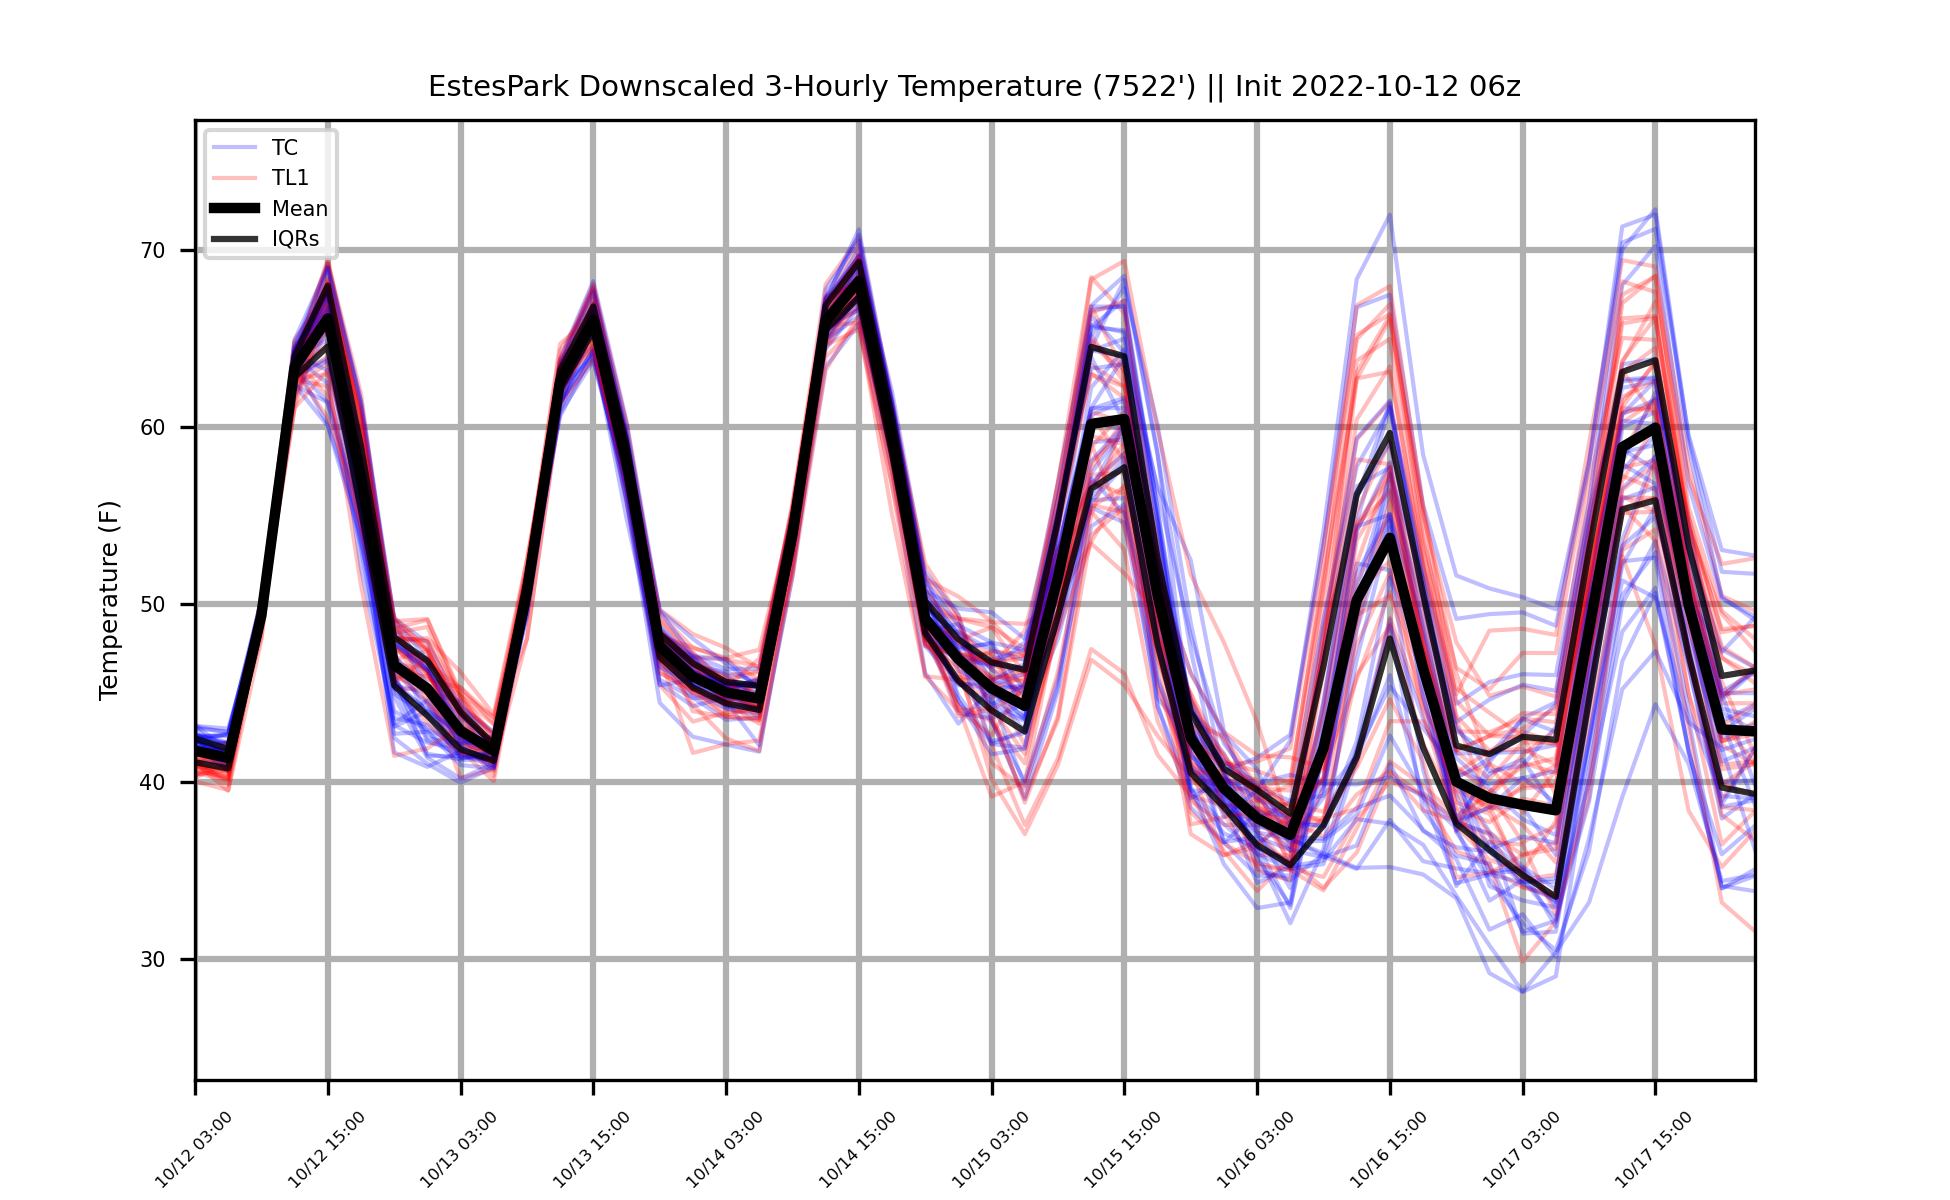 EstesPark Downscaled 3-Hourly Temperature (7522') || Init 2022-10-12 06z
TC
TL1
Mean
IQRs
Temperature (F)
70
60
50
40
30
10/12 03:00
10/12 15:00
10/13 03:00
10/13 15:00
10/14 03:00
10/14 15:00
10/15 03:00
10/15 15:00
10/16 03:00
10/16 15:00
10/17 03:00
10/17 15:00